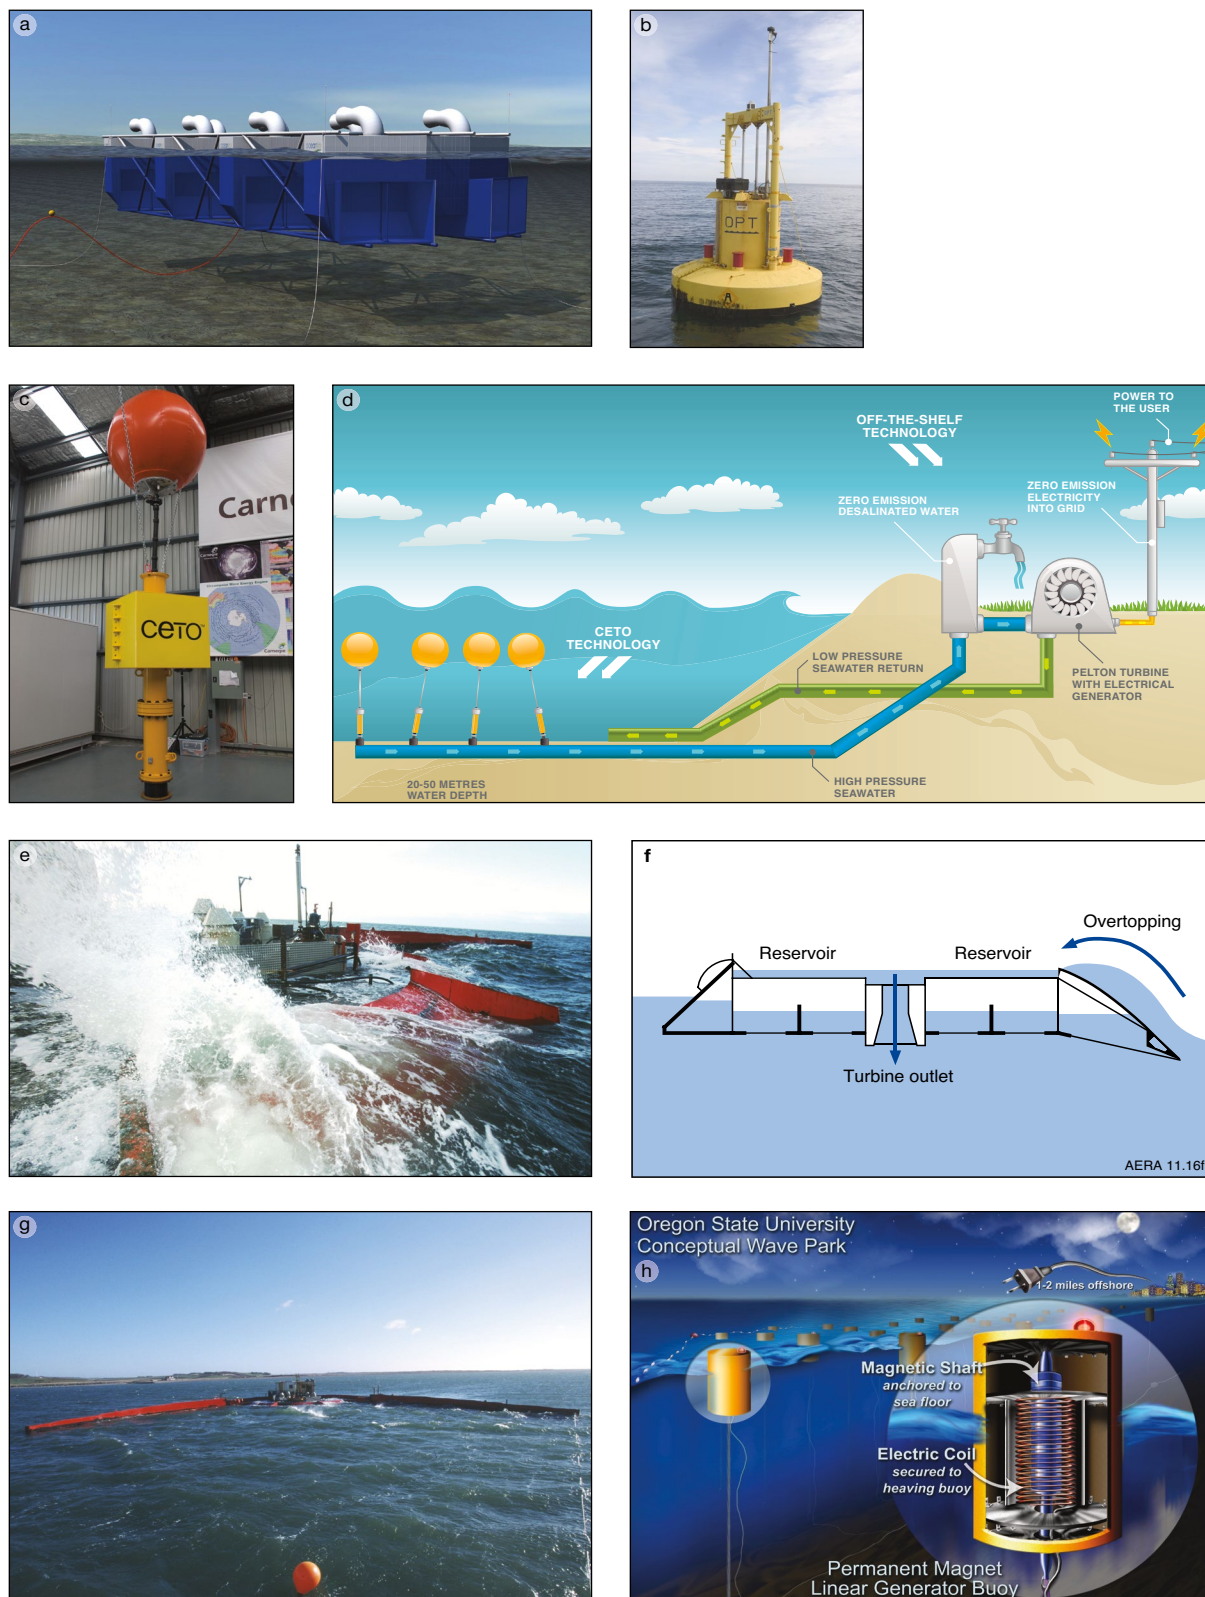 a
b
OPT
c
Carne
CETO
d
OFF-THE-SHELF
TECHNOLOGY
POWER TO
THE USER
ZERO EMISSION
DESALINATED WATER
ZERO EMISSION
ELECTRICITY
INTO GRID
CETO
TECHNOLOGY
LOW PRESSURE
SEAWATER RETURN
PELTON TURBINE
WITH ELECTRICAL
GENERATOR
20-50 METRES
WATER DEPTH
HIGH PRESSURE
SEAWATER
e
f
Overtopping
Reservoir
Reservoir
Turbine outlet
AERA 11.16f
g
Oregon State University
Conceptual Wave Park
h
1-2 miles offshore
Magnetic Shaft
anchored to
sea floor
Electric Coil
secured to
heaving buoy
Permanent Magnet
Linear Generator Buoy